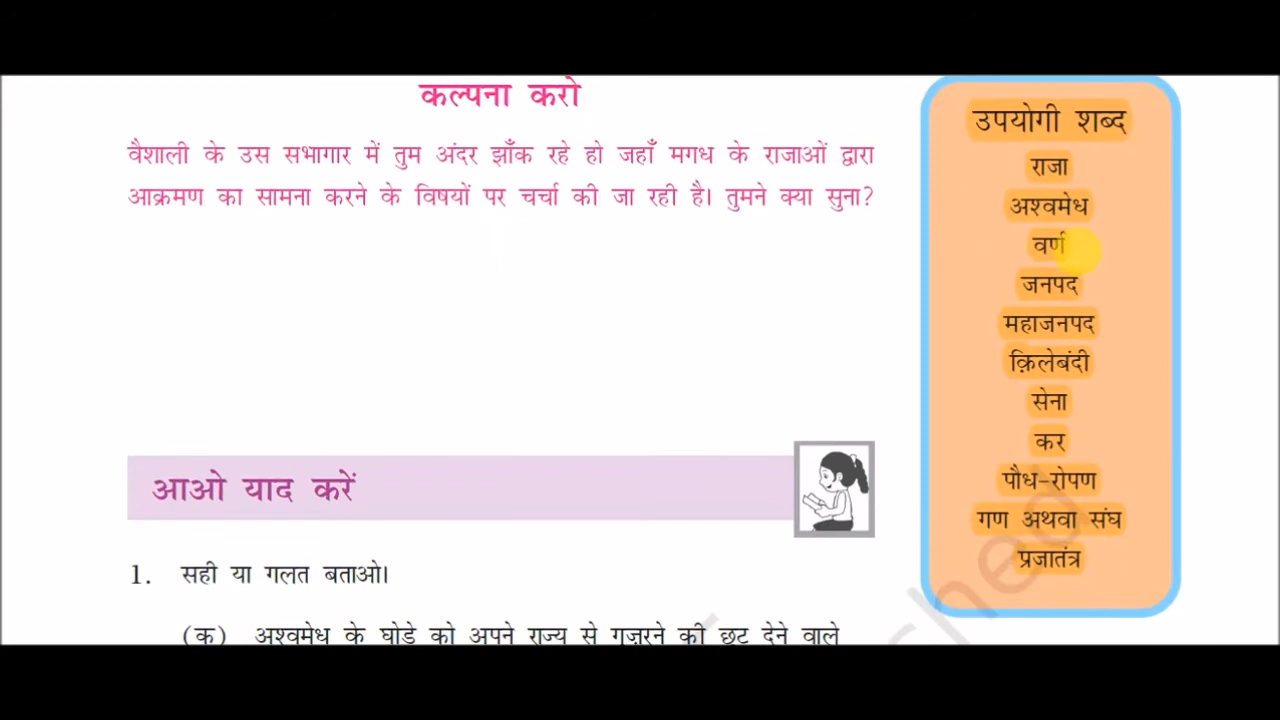 कल्पना करो
वैशाली के उस सभागार में तुम अंदर झाँक रहे हो जहाँ मगध के राजाओं द्वारा
आक्रमण का सामना करने के विषयों पर चर्चा की जा रही है। तुमने क्या सुना?
आओ याद करें
1. सही या गलत बताओ।
(क) अश्वमेध के घोड़े को अपने राज्य से गुज़रने की छूट देने वाले
उपयोगी शब्द
राजा
अश्वमेध
वर्ण
जनपद
महाजनपद
क़िलेबंदी
सेना
कर
पौध-रोपण
गण अथवा संघ
प्रजातंत्र